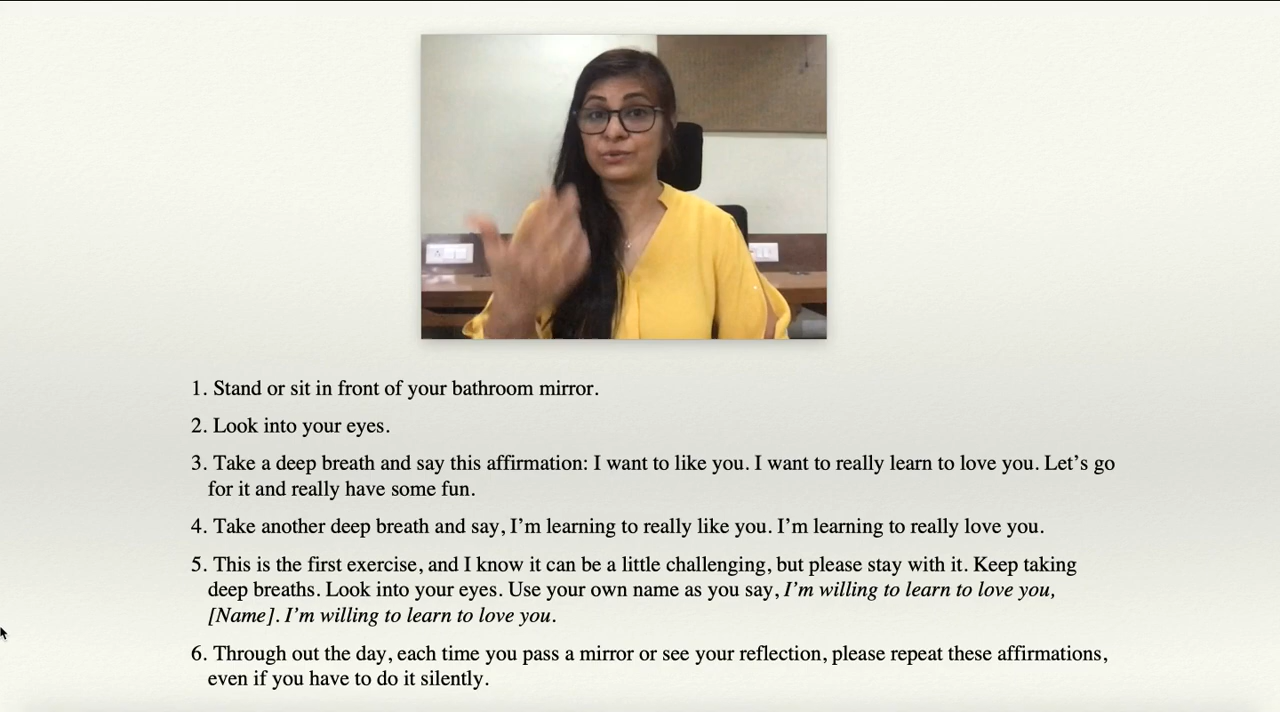 1. Stand or sit in front of your bathroom mirror.
2. Look into your eyes.
3. Take a deep breath and say this affirmation: I want to like you. I want to really learn to love you. Let’s go
for it and really have some fun.
4. Take another deep breath and say, I’m learning to really like you. I’m learning to really love you.
5. This is the first exercise, and I know it can be a little challenging, but please stay with it. Keep taking
deep breaths. Look into your eyes. Use your own name as you say, I’m willing to learn to love you,
[Name]. I’m willing to learn to love you.
6. Through out the day, each time you pass a mirror or see your reflection, please repeat these affirmations,
even if you have to do it silently.